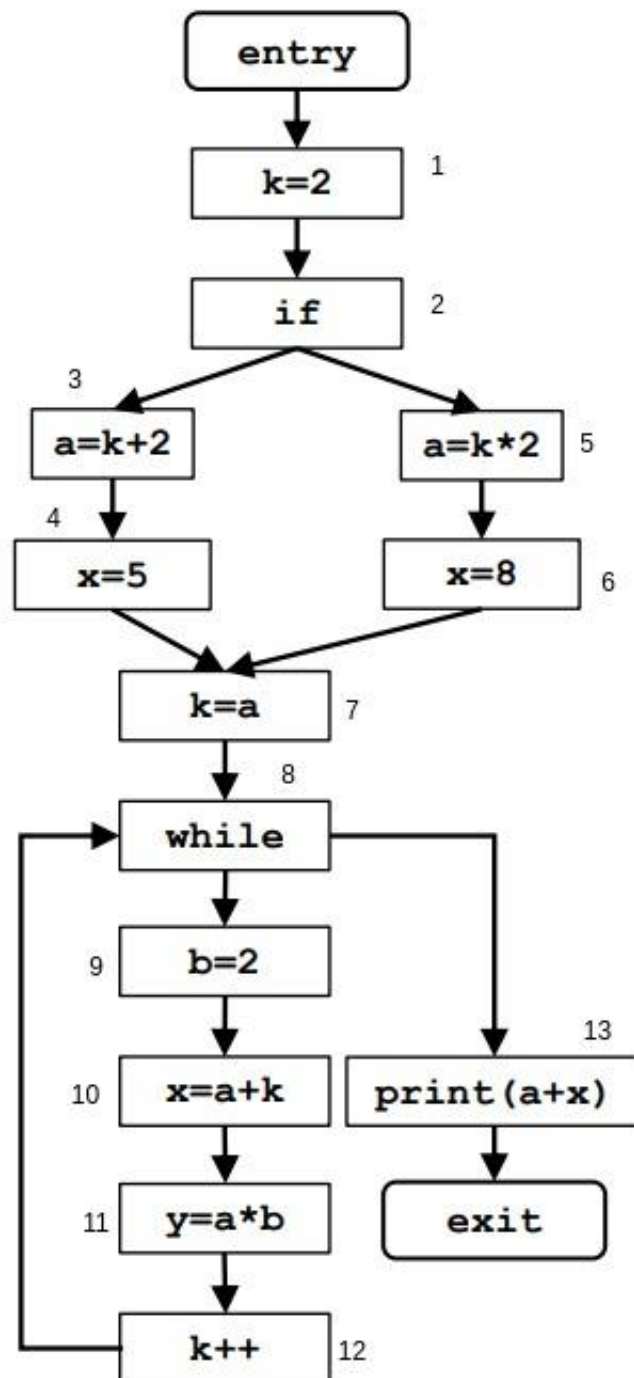 entry
k=2
1
if
2
3
a=k+2
a=k*2
5
4
x=5
x=8
6
k=a
7
8
while
b=2
9
13
x=a+k
10
print(a+x)
y=a*b
11
exit
k++
12